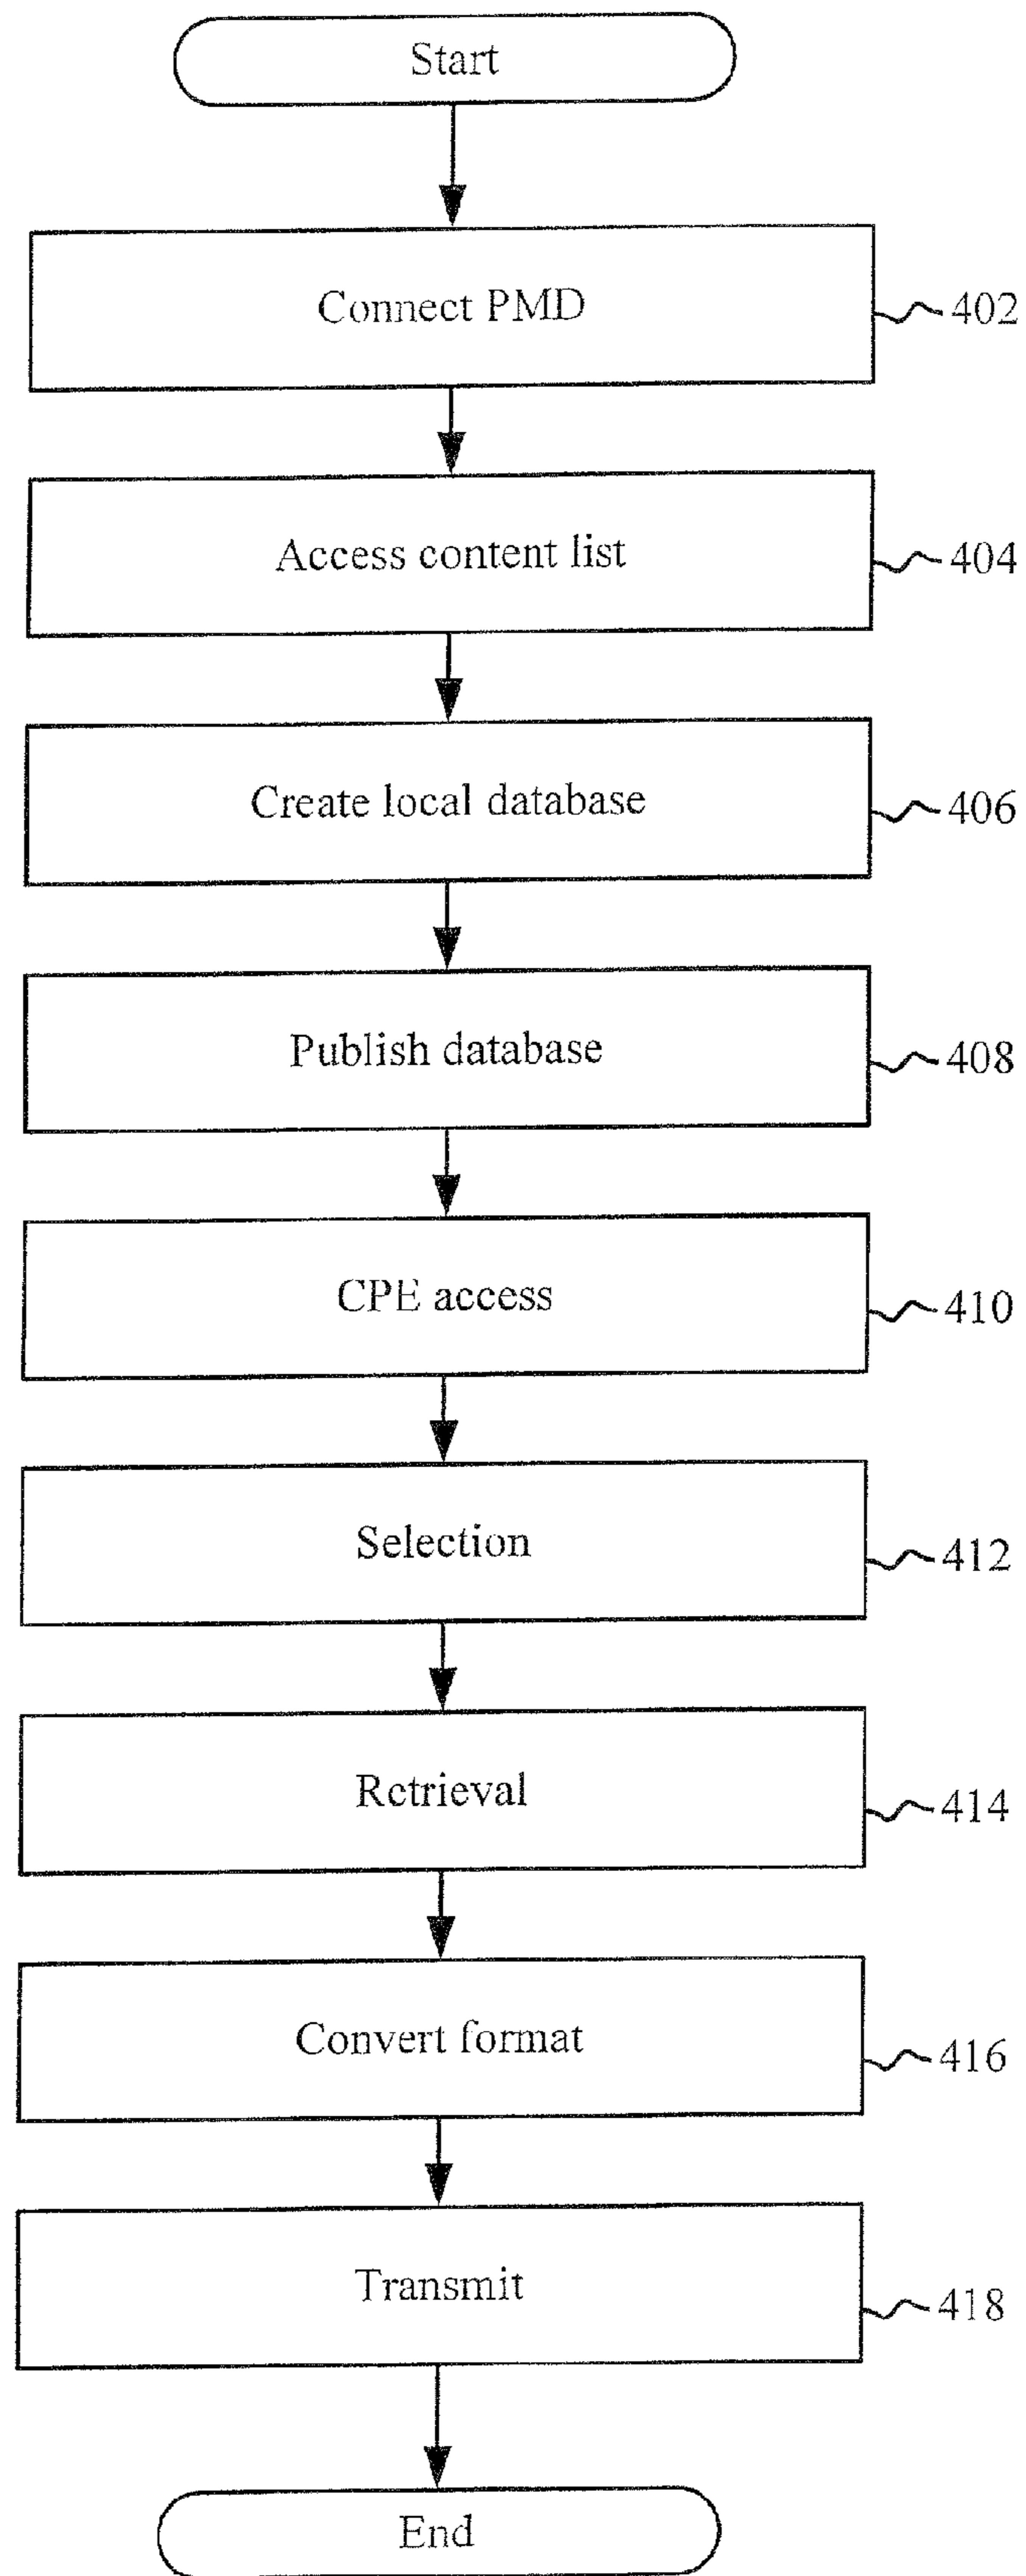 Start
Connect PMD
402
Access content list
404
Create local database
406
Publish database
408
CPE access
410
Selection
412
Retrieval
414
Convert format
416
Transmit
418
End